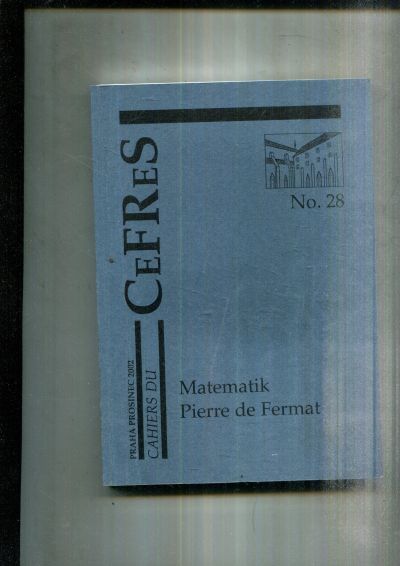 PRAHA PROSINEC 2002
CAHIERS DU
CEFRES
No. 28
Matematik
Pierre de Fermat